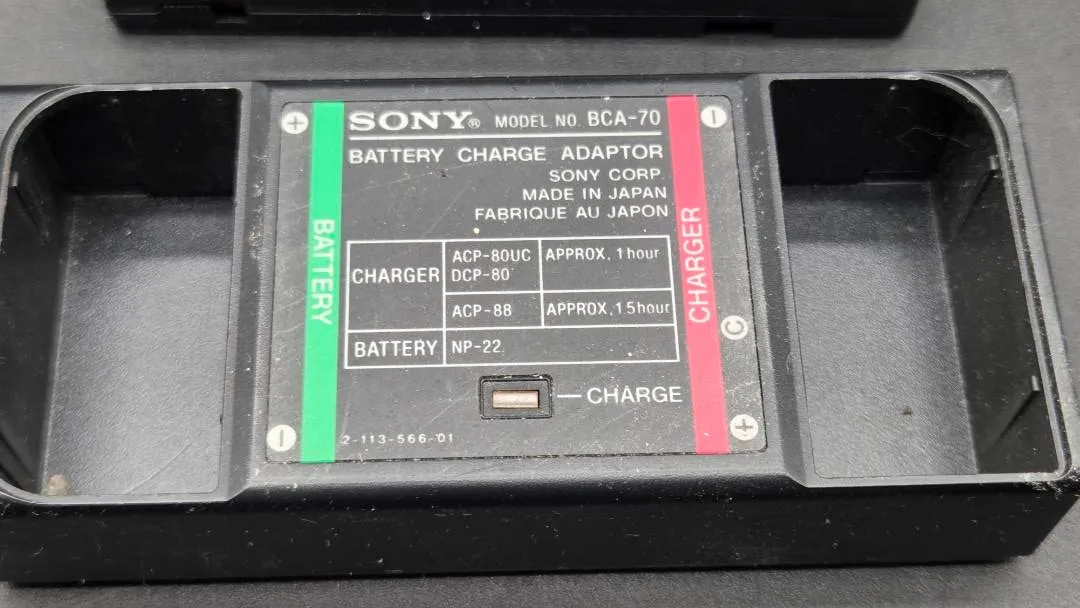 SONY® MODEL NO. BCA-70
BATTERY CHARGE ADAPTOR
SONY CORP.
MADE IN JAPAN
FABRIQUE AU JAPON
BATTERY
CHARGER
CHARGER ACP-80UC APPROX. 1 hour
DCP-80
ACP-88 APPROX. 1.5 hour
BATTERY NP-22
CHARGE
2-113-566-01
+
-
-
C
+